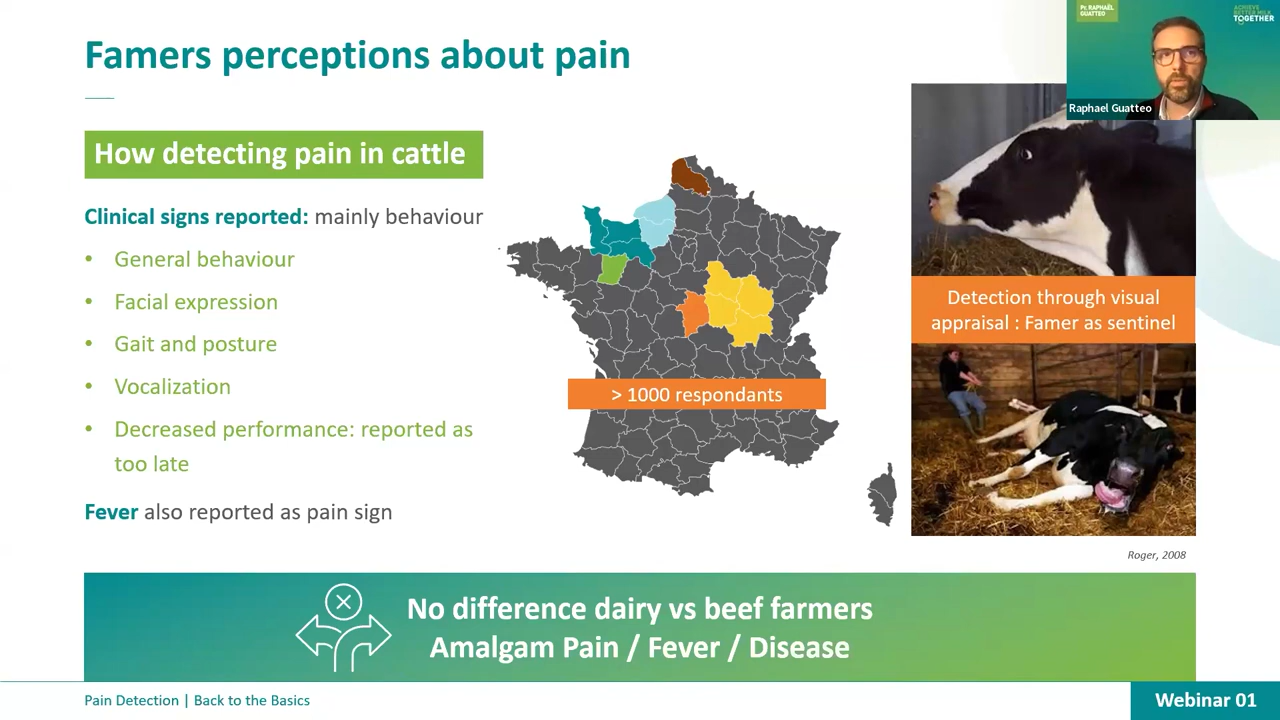 Famers perceptions about pain
How detecting pain in cattle
Clinical signs reported: mainly behaviour
• General behaviour
• Facial expression
• Gait and posture
• Vocalization
• Decreased performance: reported as
too late
Fever also reported as pain sign
> 1000 respondants
Pr. RAPHAËL
GUATTEO
ACHIEVE
BETTER MILK
TOGETHER
Raphael Guatteo
Detection through visual
appraisal : Famer as sentinel
Roger, 2008
No difference dairy vs beef farmers
Amalgam Pain / Fever / Disease
Pain Detection | Back to the Basics
Webinar 01